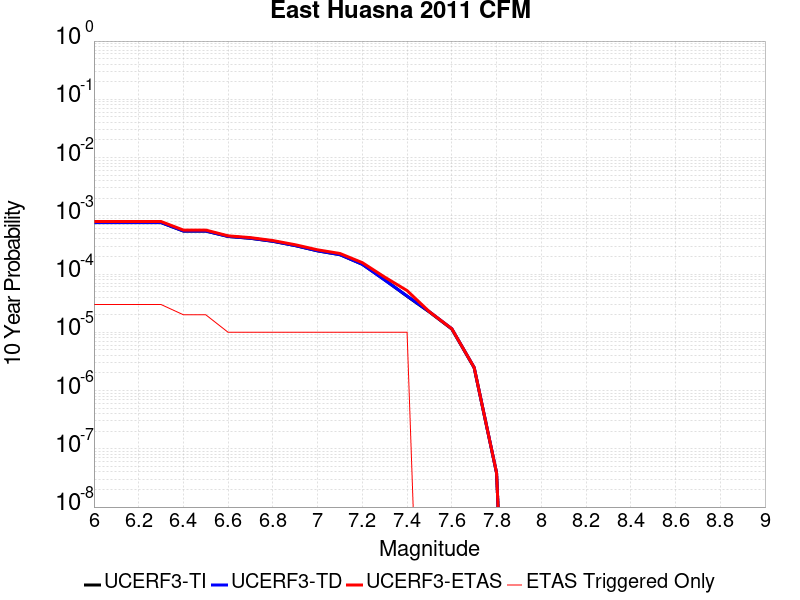 East Huasna 2011 CFM
10 0
10 -1
10 -2
10 -3
10 -4
10 -5
10 -6
10 -7
10 -8
10 Year Probability
6 6.2 6.4 6.6 6.8 7 7.2 7.4 7.6 7.8 8 8.2 8.4 8.6 8.8 9
Magnitude
UCERF3-TI UCERF3-TD UCERF3-ETAS ETAS Triggered Only